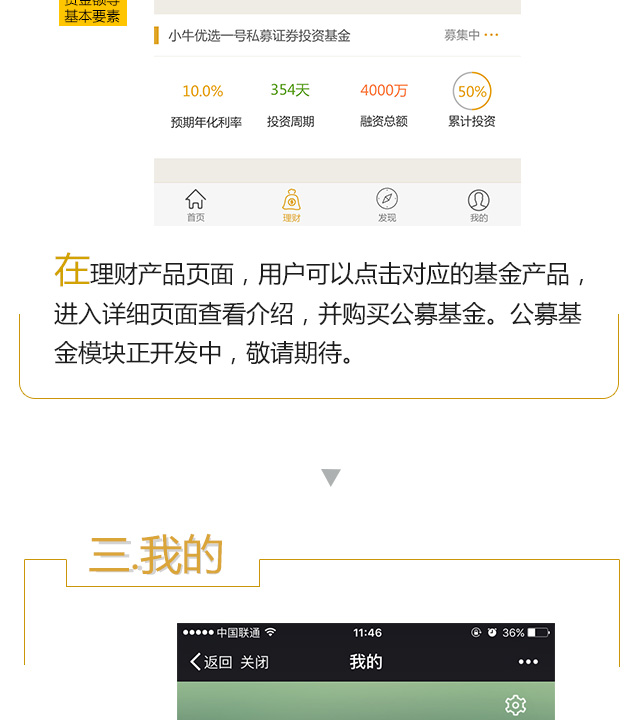 资金额等
基本要素
小牛优选一号私募证券投资基金
募集中 •••
10.0%
354天
4000万
50%
预期年化利率
投资周期
融资总额
累计投资
首页
理财
发现
我的
在理财产品页面，用户可以点击对应的基金产品，
进入详细页面查看介绍，并购买公募基金。公募基
金模块正开发中，敬请期待。
三.我的
中国联通
11:46
36%
返回 关闭
我的
•••